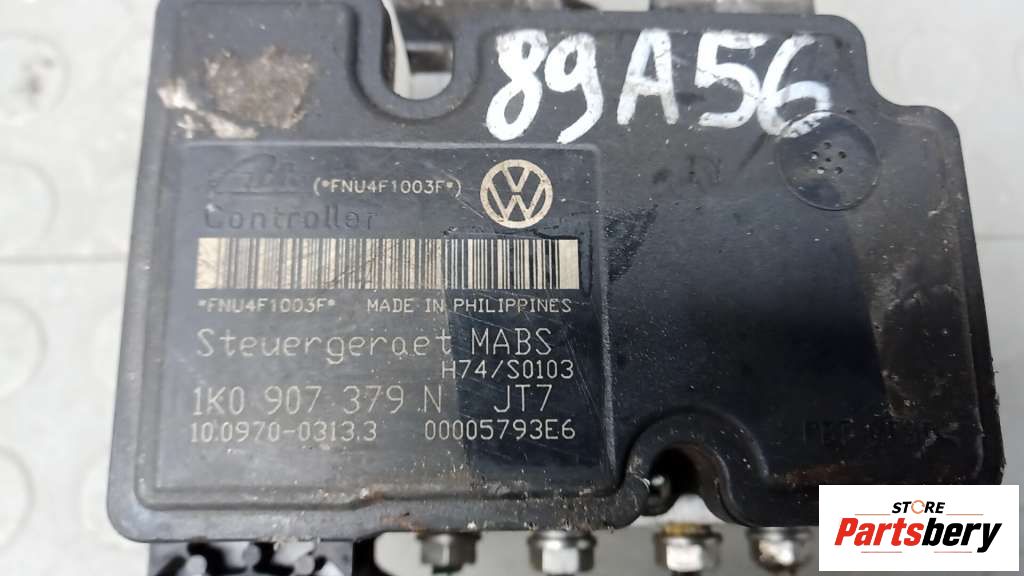 89A56
(*FNU4F1003F*)
Controller
*FNU4F1003F* MADE IN PHILIPPINES
Steuergeraet MABS
H74/S0103
1K0 907 379 N JT7
10.0970-0313.3 00005793E6
STORE
Partsbery